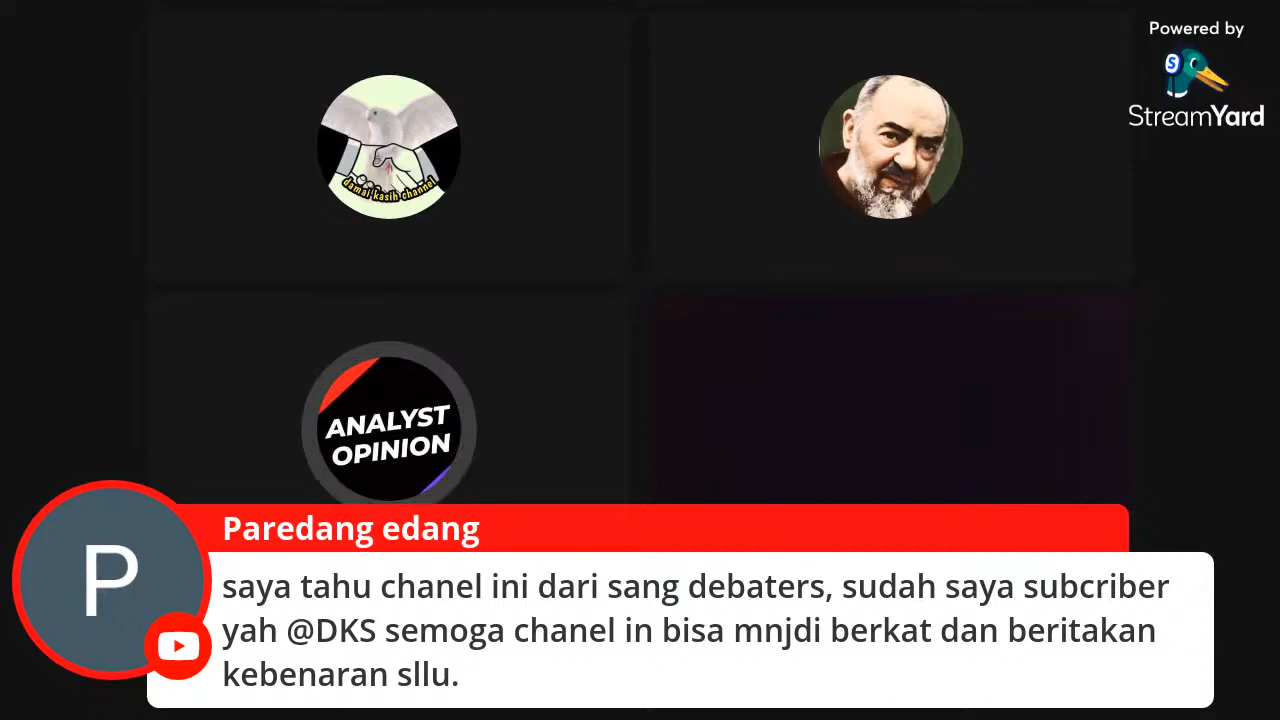 Powered by
S
StreamYard
damai kasih channel
ANALYST
OPINION
P
Paredang edang
saya tahu chanel ini dari sang debaters, sudah saya subcriber
yah @DKS semoga chanel in bisa mnjdi berkat dan beritakan
kebenaran sllu.